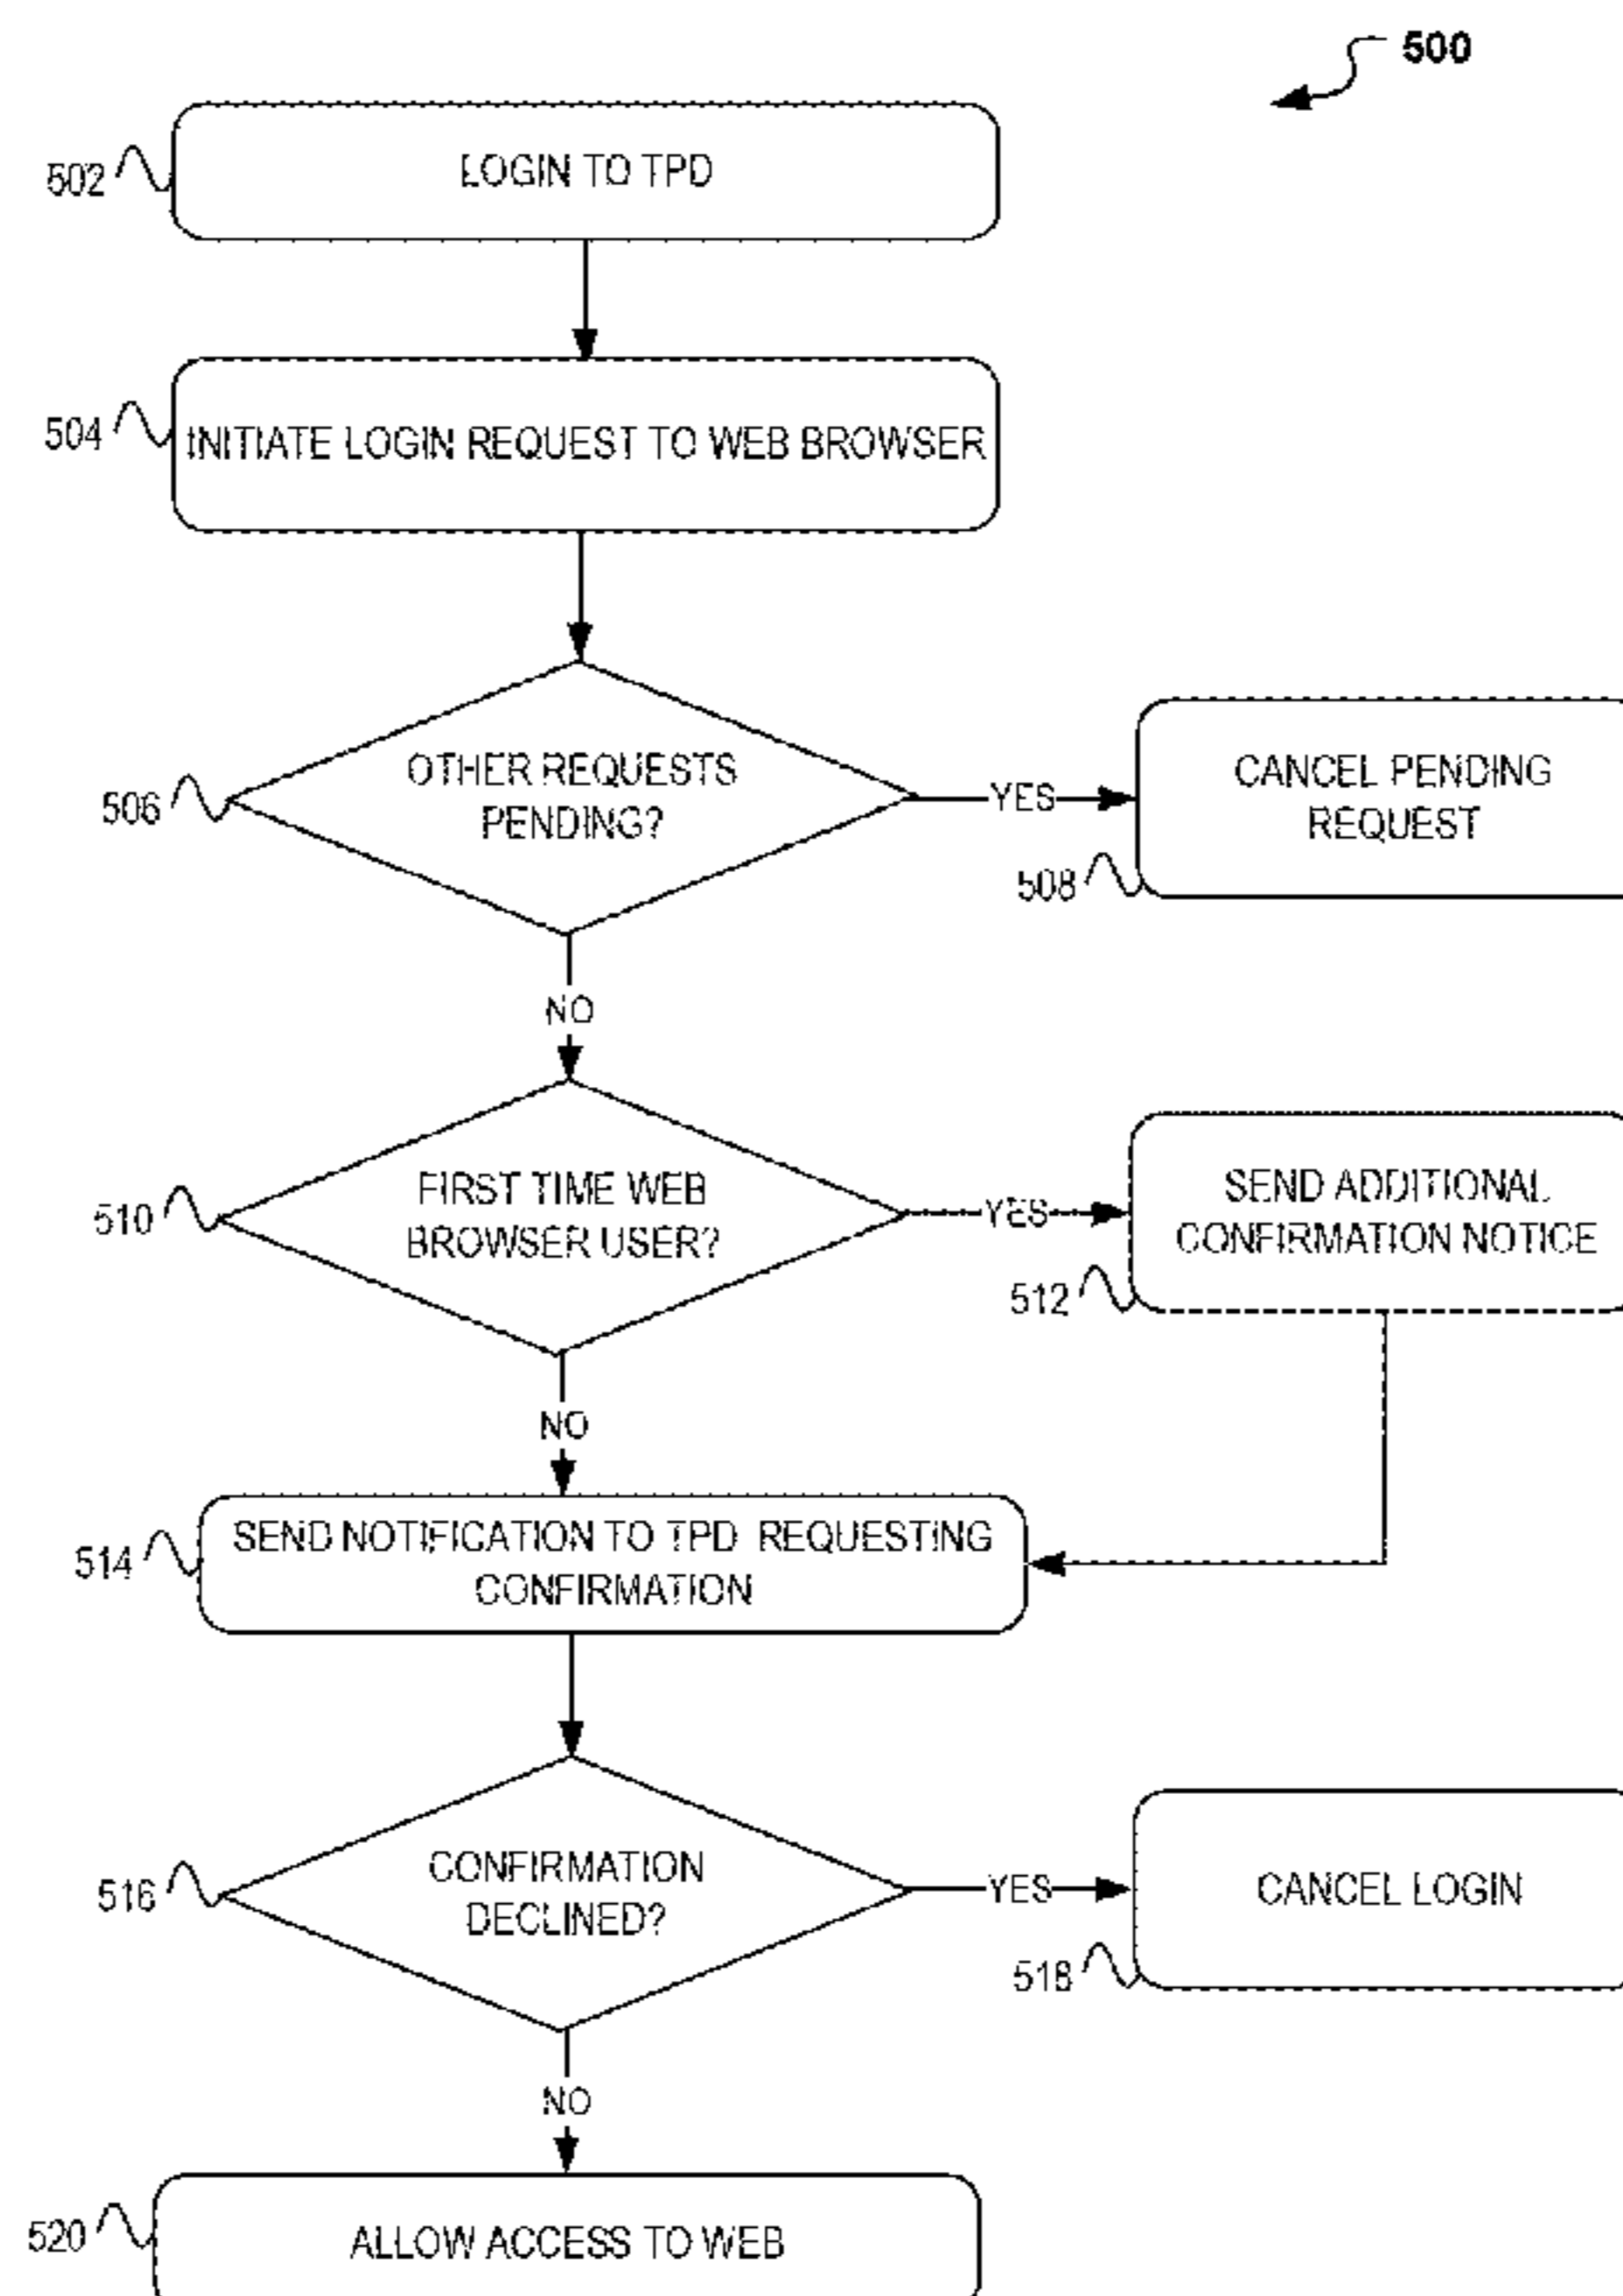 500
502
LOGIN TO TPD
504
INITIATE LOGIN REQUEST TO WEB BROWSER
506
OTHER REQUESTS
PENDING?
YES
CANCEL PENDING
REQUEST
508
NO
510
FIRST TIME WEB
BROWSER USER?
YES
SEND ADDITIONAL
CONFIRMATION NOTICE
512
NO
514
SEND NOTIFICATION TO TPD REQUESTING
CONFIRMATION
516
CONFIRMATION
DECLINED?
YES
CANCEL LOGIN
518
NO
520
ALLOW ACCESS TO WEB